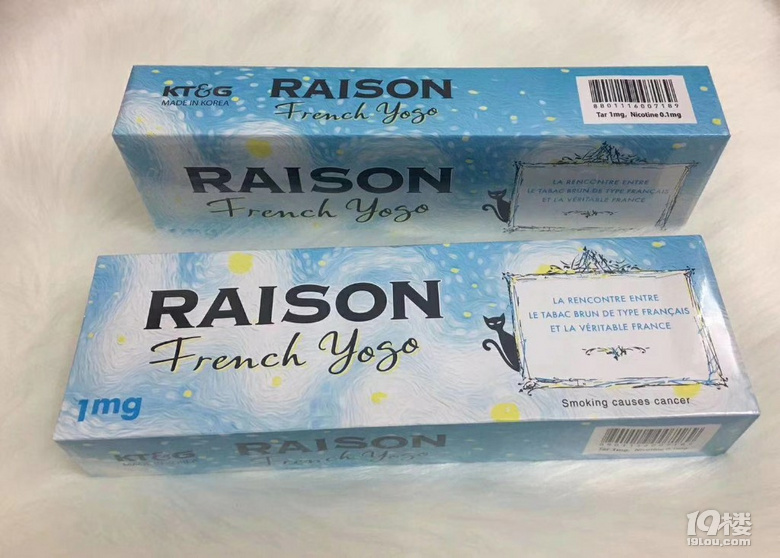 KT&G
MADE IN KOREA
RAISON
French Yogo
8801116007189
Tar 1mg, Nicotine 0.1mg
RAISON
French Yogo
LA RENCONTRE ENTRE
LE TABAC BRUN DE TYPE FRANÇAIS
ET LA VÉRITABLE FRANCE
RAISON
French Yogo
1mg
LA RENCONTRE ENTRE
LE TABAC BRUN DE TYPE FRANÇAIS
ET LA VÉRITABLE FRANCE
Smoking causes cancer
KT&G
RAISON
French Yogo
19楼
19lou.com